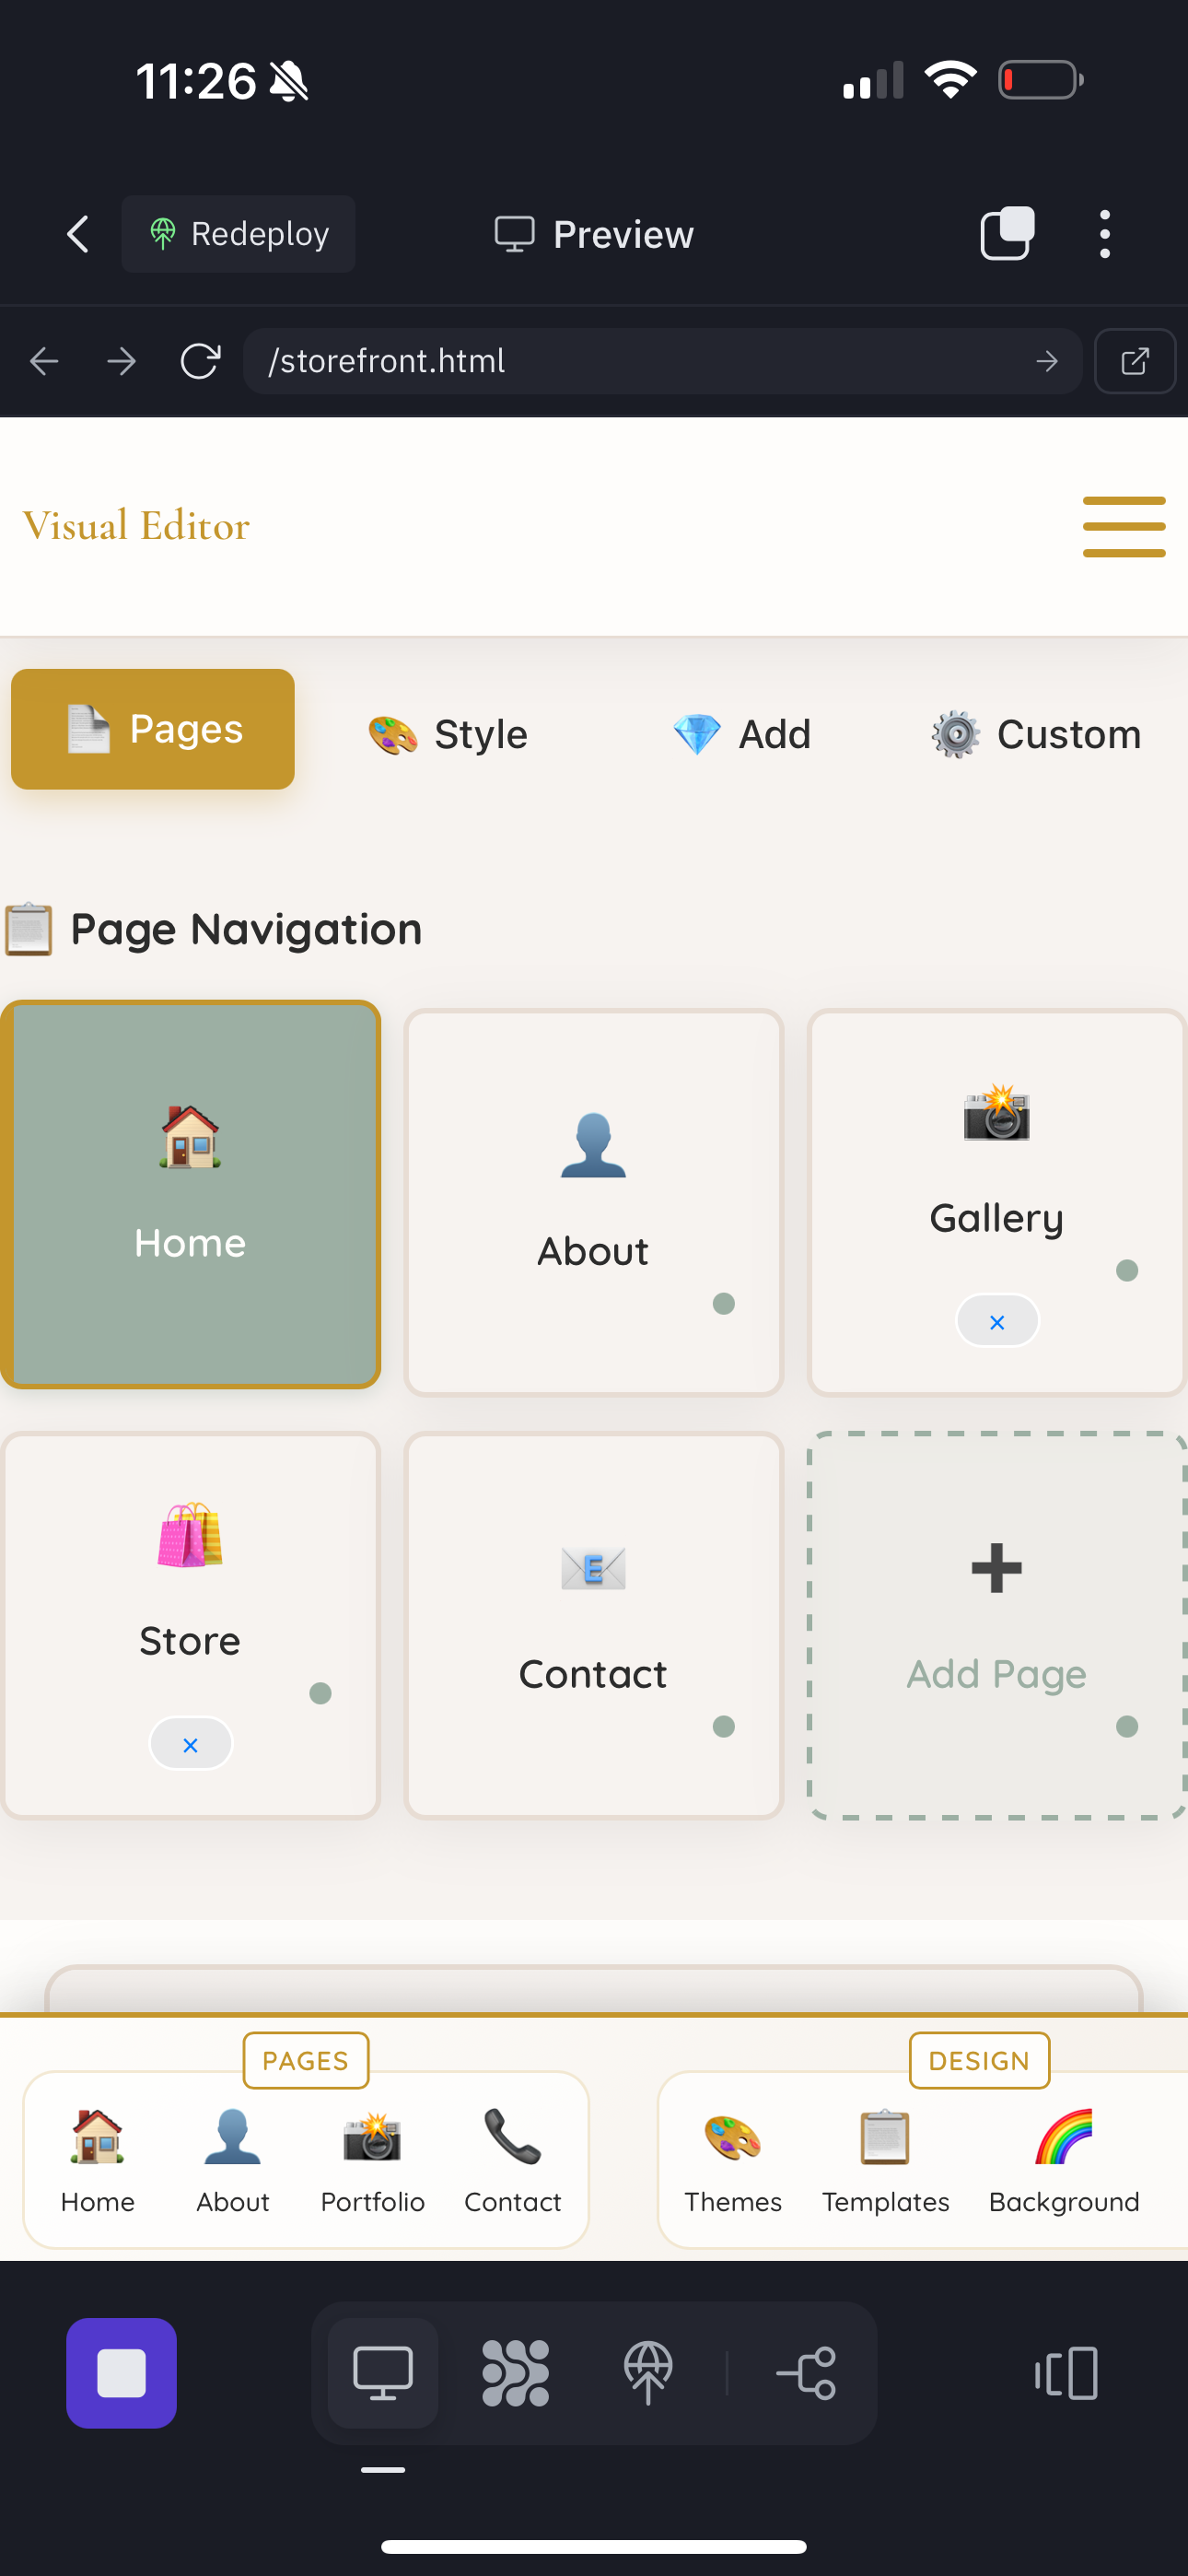 11:26
Redeploy
Preview
/storefront.html
Visual Editor
Pages
Style
Add
Custom
Page Navigation
Home
About
Gallery
×
Store
×
Contact
Add Page
PAGES
DESIGN
Home
About
Portfolio
Contact
Themes
Templates
Background